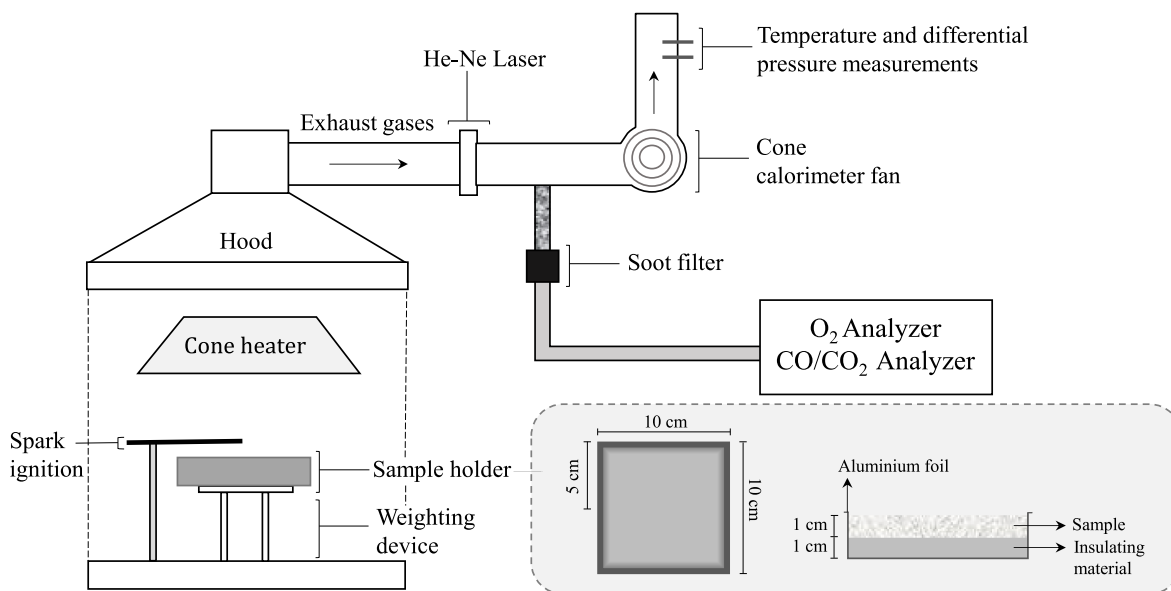 Temperature and differential
pressure measurements
He-Ne Laser
Exhaust gases
Cone
calorimeter fan
Hood
Soot filter
Cone heater
O₂ Analyzer
CO/CO₂ Analyzer
Spark
ignition
Sample holder
Weighting
device
10 cm
5 cm
10 cm
Aluminium foil
1 cm
Sample
1 cm
Insulating
material